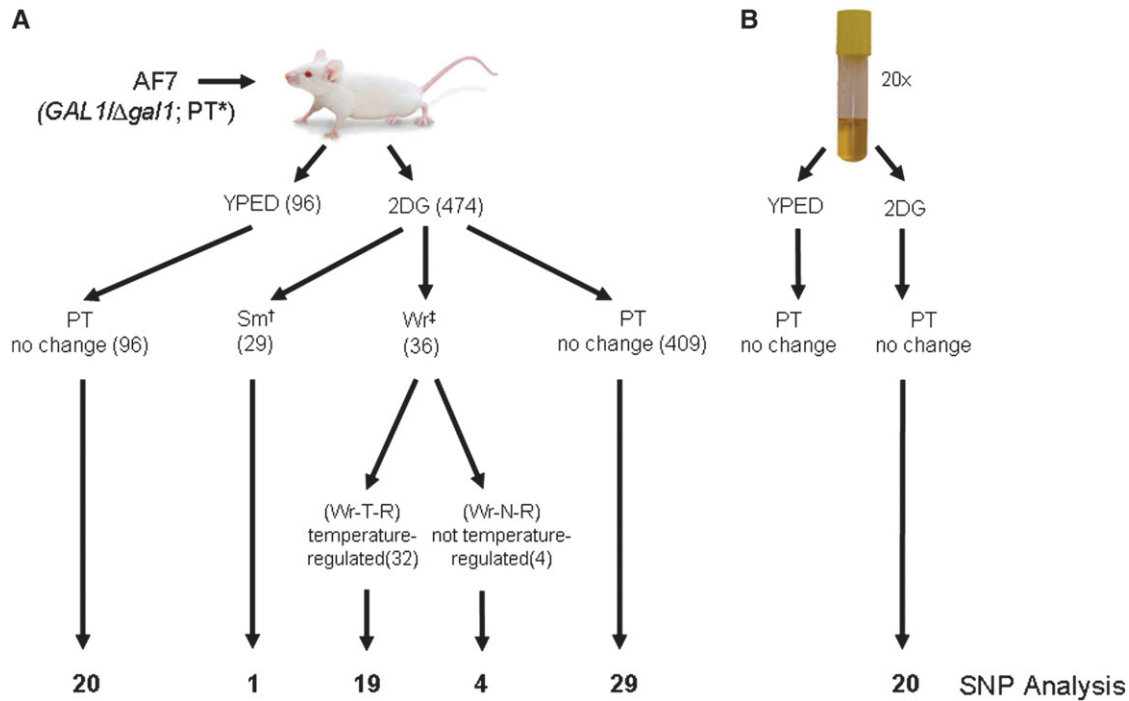 A
B
AF7
(GAL1/Δgal1; PT*)
20x
YPED (96)
2DG (474)
YPED
2DG
PT
no change (96)
Sm†
(29)
Wr‡
(36)
PT
no change (409)
PT
no change
PT
no change
(Wr-T-R)
temperature-
regulated(32)
(Wr-N-R)
not temperature-
regulated(4)
20
1
19
4
29
20
SNP Analysis